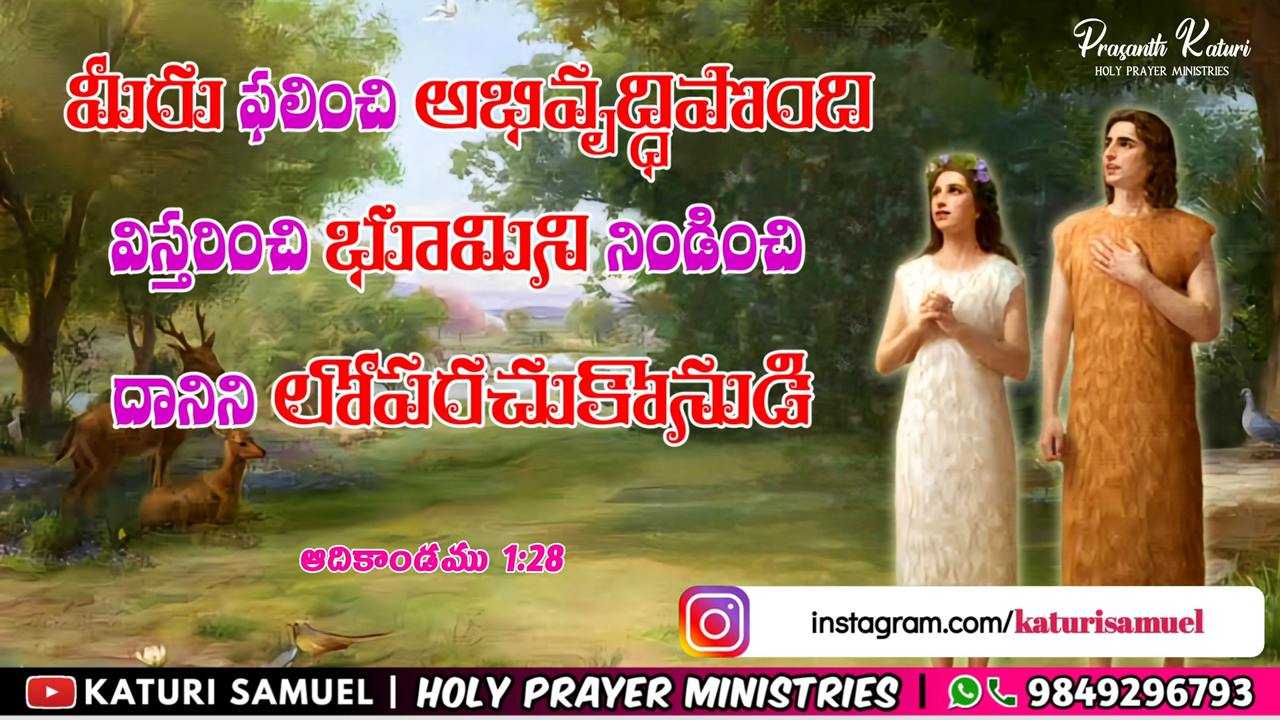 Prasanth Katuri
HOLY PRAYER MINISTRIES
మీరు ఫలించి అభివృద్ధిపొంది
విస్తరించి భూమిని నిండించి
దానిని లోపరచుకొనుడి
ఆదికాండము 1:28
instagram.com/katurisamuel
KATURI SAMUEL | HOLY PRAYER MINISTRIES | 9849296793